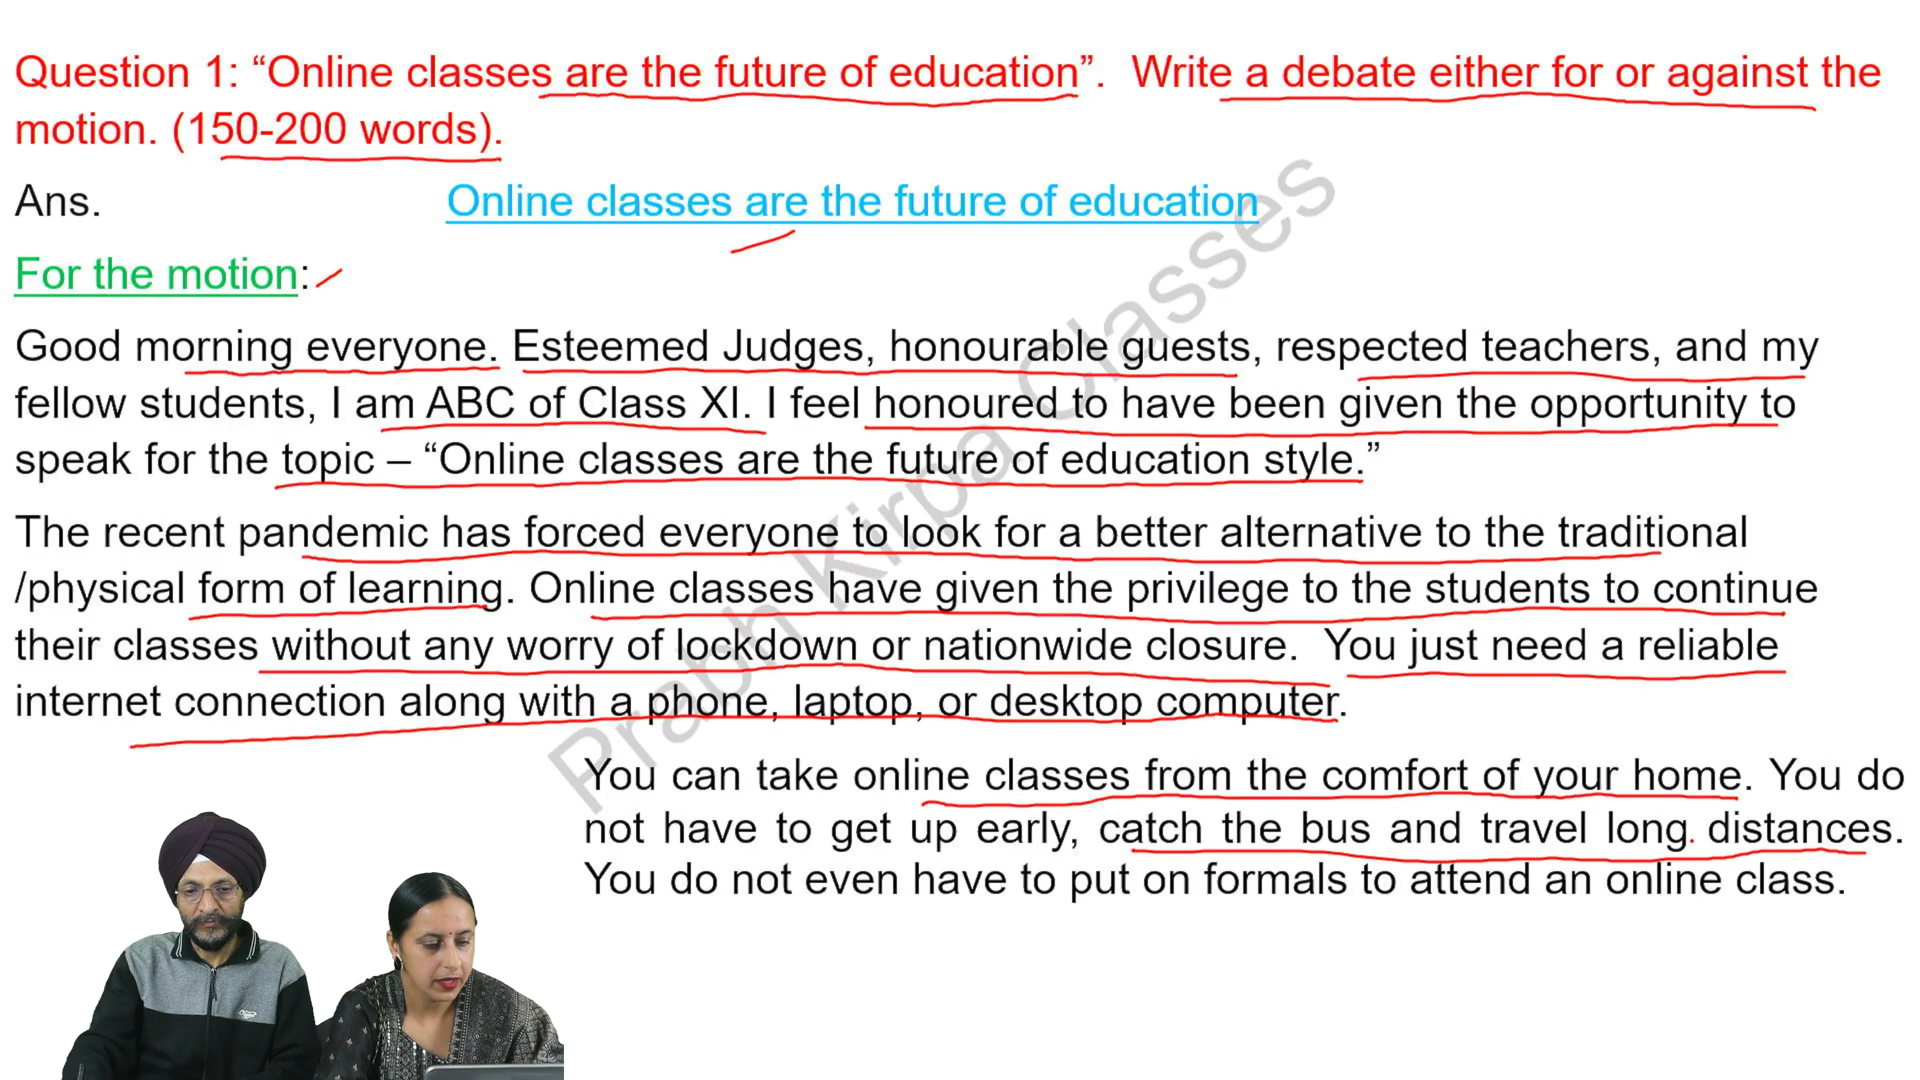 Question 1: “Online classes are the future of education”.  Write a debate either for or against the
motion. (150-200 words).
Ans.
Online classes are the future of education
For the motion:
Good morning everyone. Esteemed Judges, honourable guests, respected teachers, and my
fellow students, I am ABC of Class XI. I feel honoured to have been given the opportunity to
speak for the topic – “Online classes are the future of education style.”
The recent pandemic has forced everyone to look for a better alternative to the traditional
/physical form of learning. Online classes have given the privilege to the students to continue
their classes without any worry of lockdown or nationwide closure.  You just need a reliable
internet connection along with a phone, laptop, or desktop computer.
You can take online classes from the comfort of your home. You do
not have to get up early, catch the bus and travel long distances.
You do not even have to put on formals to attend an online class.
Prabh Kirpa Classes